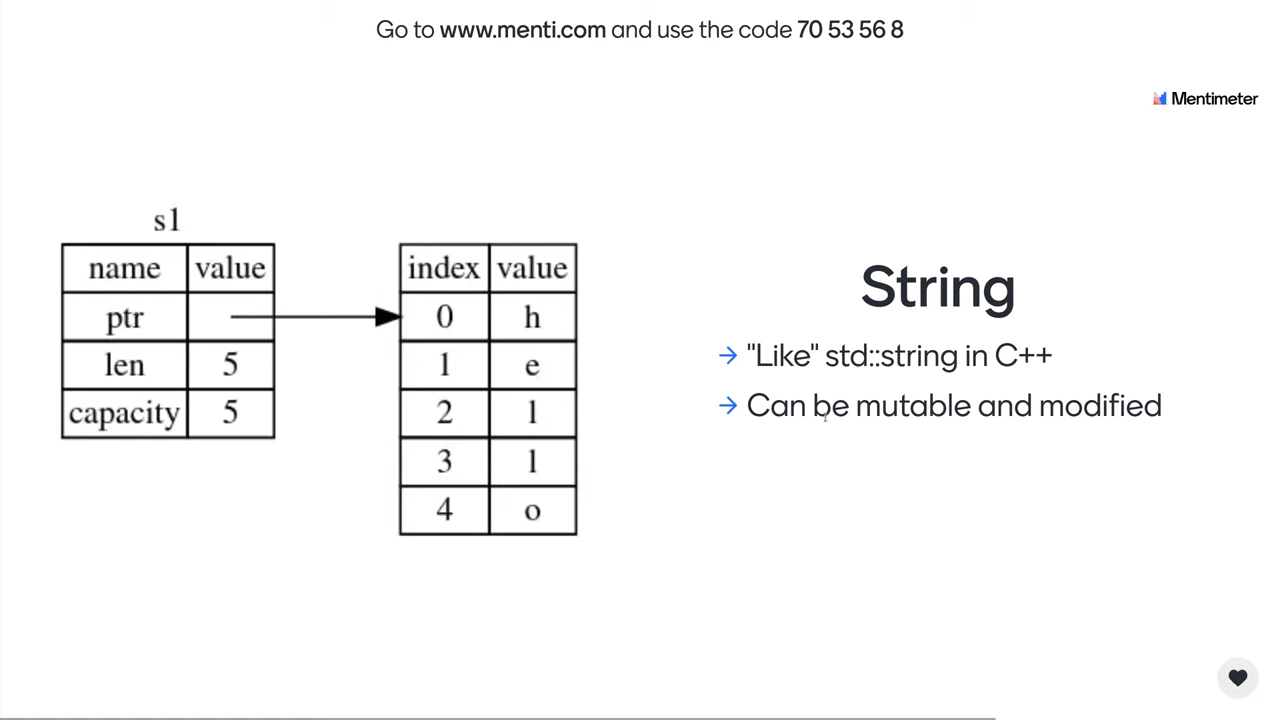 Go to www.menti.com and use the code 70 53 56 8
Mentimeter
s1
name value
ptr
len 5
capacity 5
index value
0 h
1 e
2 l
3 l
4 o
String
→ "Like" std::string in C++
→ Can be mutable and modified